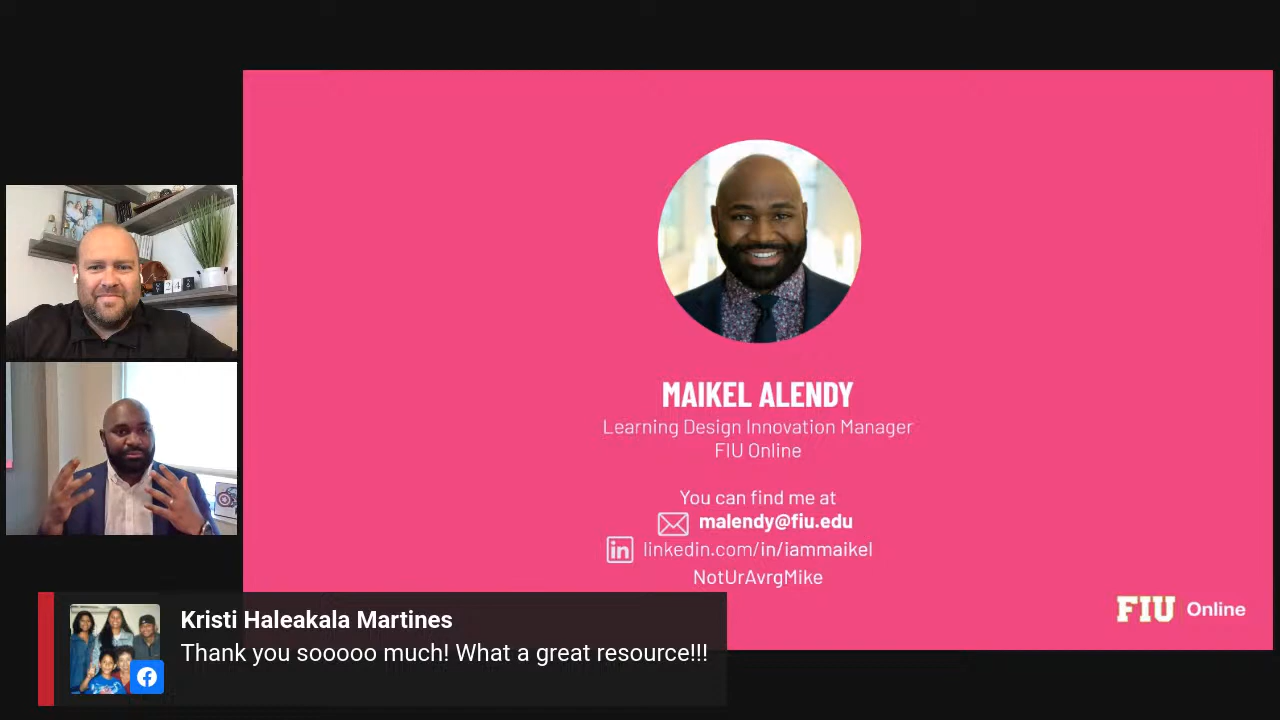 MAIKEL ALENDY
Learning Design Innovation Manager
FIU Online
You can find me at
malendy@fiu.edu
in linkedin.com/in/iammaikel
NotUrAvrgMike
FIU Online
Kristi Haleakala Martines
Thank you sooooo much! What a great resource!!!